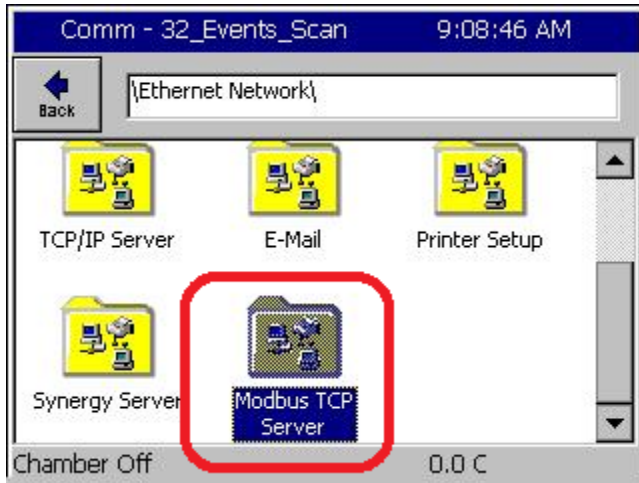 Comm - 32_Events_Scan 9:08:46 AM
Back
\Ethernet Network\
TCP/IP Server E-Mail Printer Setup
Synergy Server Modbus TCP
Server
Chamber Off 0.0 C